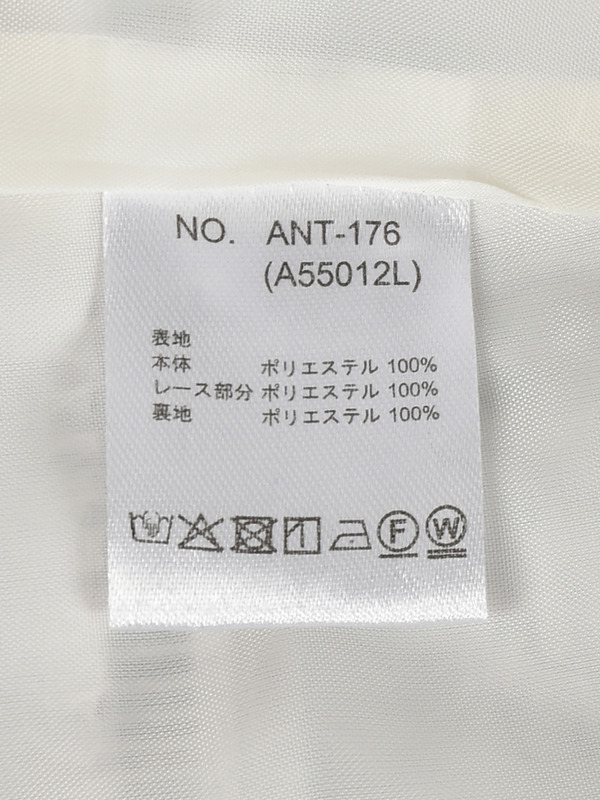 NO. ANT-176
(A55012L)
表地
本体 ポリエステル 100%
レース部分 ポリエステル 100%
裏地 ポリエステル 100%
F W